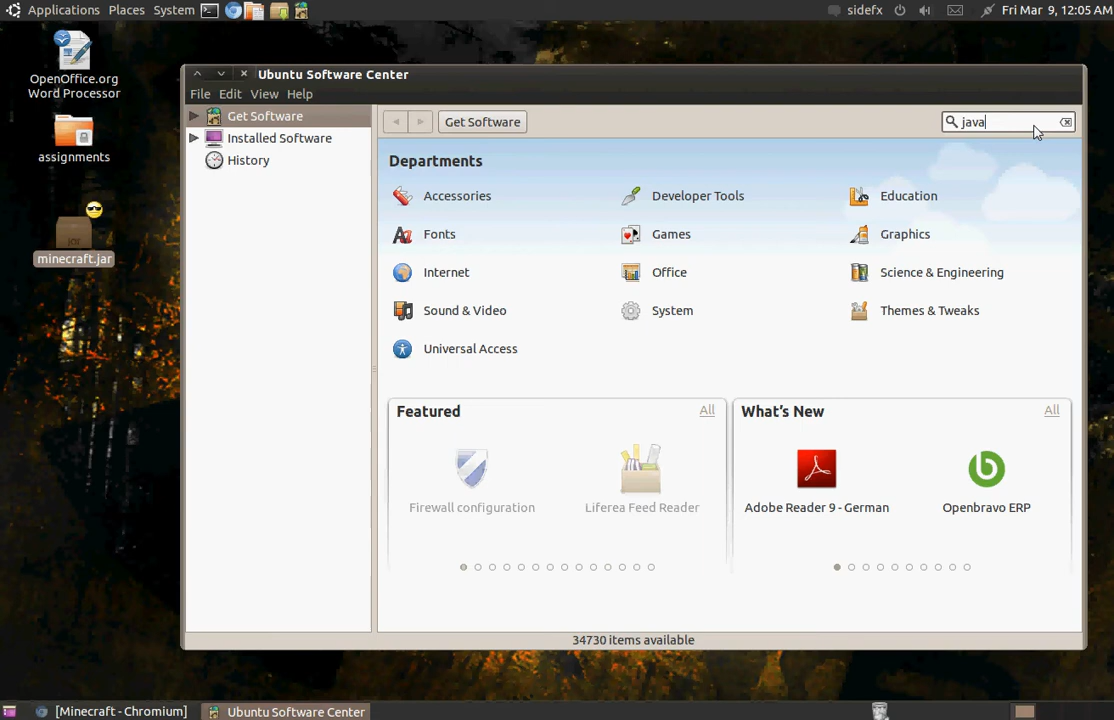 Applications Places System sidefx Fri Mar 9, 12:05 AM
OpenOffice.org
Word Processor
assignments
jar
minecraft.jar
Ubuntu Software Center
File Edit View Help
Get Software
Installed Software
History
Get Software
java
Departments
Accessories Developer Tools Education
Fonts Games Graphics
Internet Office Science & Engineering
Sound & Video System Themes & Tweaks
Universal Access
Featured All
Firewall configuration Liferea Feed Reader
What's New All
Adobe Reader 9 - German Openbravo ERP
34730 items available
[Minecraft - Chromium] Ubuntu Software Center